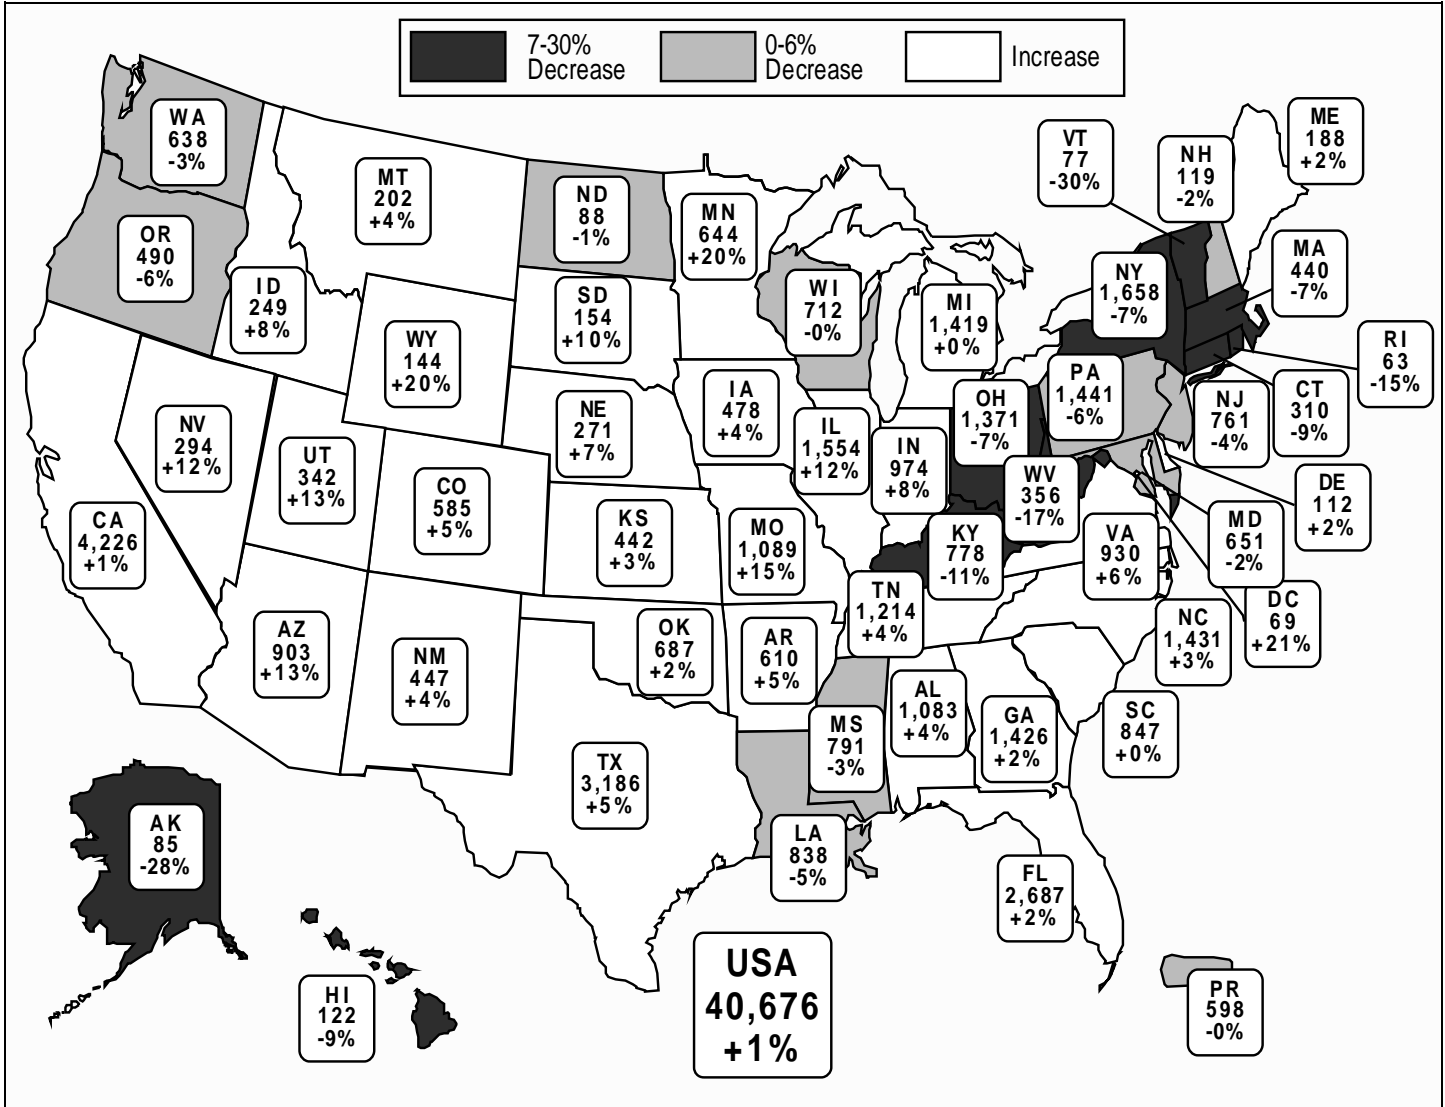 7-30%
Decrease
0-6%
Decrease
Increase
WA
638
-3%
MT
202
+4%
ND
88
-1%
MN
644
+20%
VT
77
-30%
NH
119
-2%
ME
188
+2%
OR
490
-6%
ID
249
+8%
WY
144
+20%
SD
154
+10%
WI
712
-0%
MI
1,419
+0%
NY
1,658
-7%
MA
440
-7%
RI
63
-15%
CT
310
-9%
NJ
761
-4%
PA
1,441
-6%
OH
1,371
-7%
IA
478
+4%
NE
271
+7%
NV
294
+12%
UT
342
+13%
CO
585
+5%
IL
1,554
+12%
IN
974
+8%
WV
356
-17%
DE
112
+2%
MD
651
-2%
CA
4,226
+1%
KS
442
+3%
MO
1,089
+15%
KY
778
-11%
VA
930
+6%
DC
69
+21%
AZ
903
+13%
NM
447
+4%
OK
687
+2%
AR
610
+5%
TN
1,214
+4%
NC
1,431
+3%
TX
3,186
+5%
MS
791
-3%
AL
1,083
+4%
GA
1,426
+2%
SC
847
+0%
AK
85
-28%
LA
838
-5%
FL
2,687
+2%
HI
122
-9%
USA
40,676
+1%
PR
598
-0%